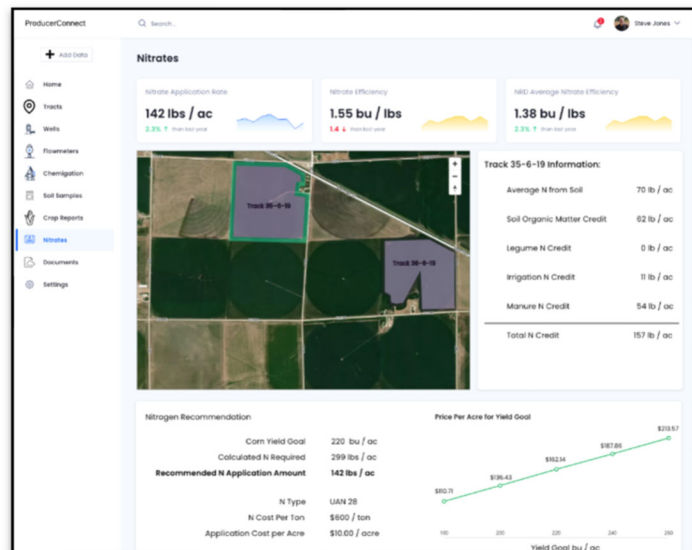 ProducerConnect
Search...
Steve Jones
Add Data
Home
Tracts
Wells
Flowmeters
Chemigation
Soil Samples
Crop Reports
Nitrates
Documents
Settings
Nitrates
Nitrate Application Rate
142 lbs / ac
2.3% ↑ than last year
Nitrate Efficiency
1.55 bu / lbs
1.4 ↓ than last year
NRD Average Nitrate Efficiency
1.38 bu / lbs
2.3% ↑ than last year
Track 35-6-19
Track 36-6-19
+
−
Track 35-6-19 Information:
Average N from Soil 70 lb / ac
Soil Organic Matter Credit 62 lb / ac
Legume N Credit 0 lb / ac
Irrigation N Credit 11 lb / ac
Manure N Credit 54 lb / ac
Total N Credit 157 lb / ac
Nitrogen Recommendation
Corn Yield Goal 220 bu / ac
Calculated N Required 299 lbs / ac
Recommended N Application Amount 142 lbs / ac
N Type UAN 28
N Cost Per Ton $600 / ton
Application Cost per Acre $10.00 / acre
Price Per Acre for Yield Goal
$110.71
$136.43
$162.14
$187.86
$213.57
180 200 220 240 260
Yield Goal bu / ac